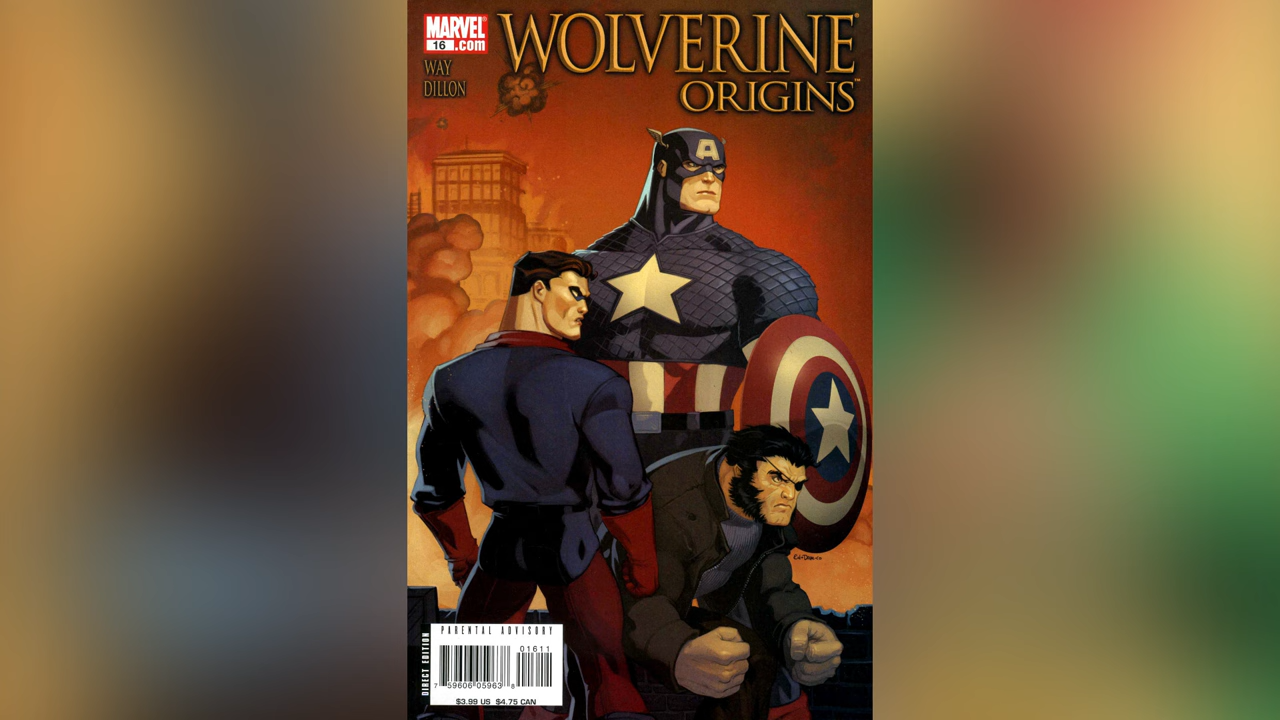 MARVEL
16 .com
WAY
DILLON
WOLVERINE
ORIGINS™
A
PARENTAL ADVISORY
DIRECT EDITION
01611
7 59606 05963 8
$3.99 US $4.75 CAN